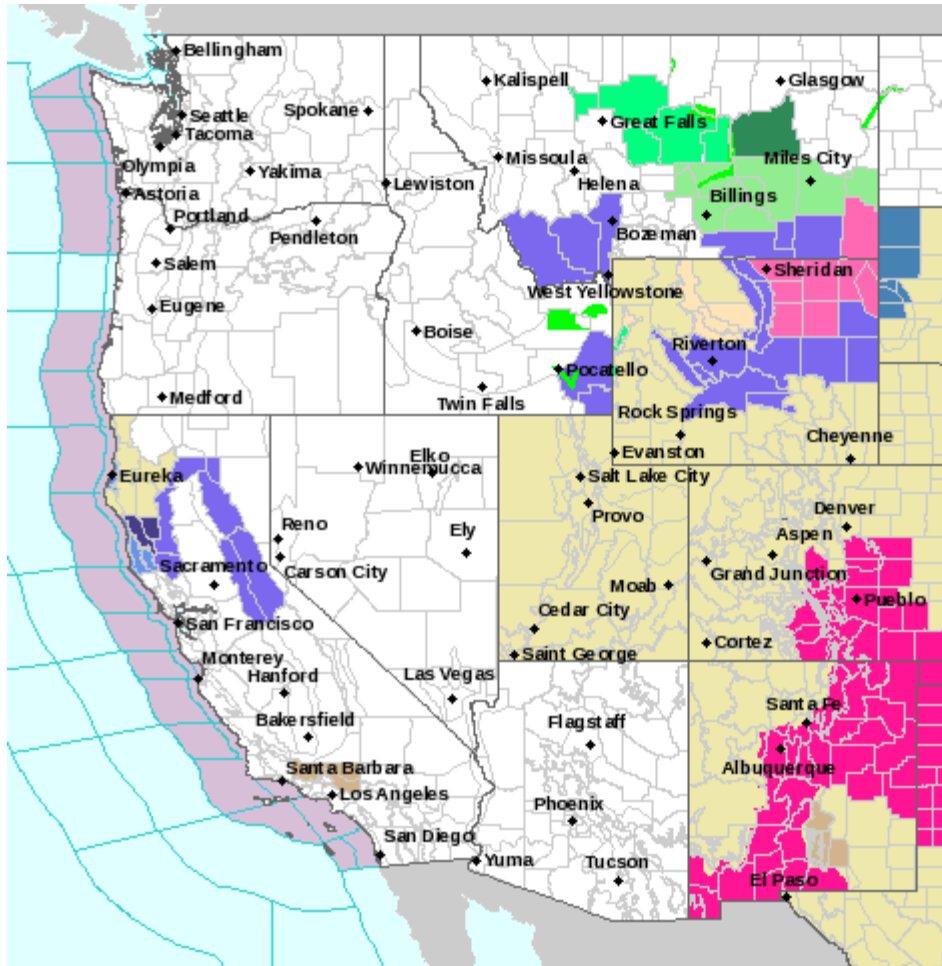 Bellingham
Kalispell
Glasgow
Spokane
Seattle
Great Falls
Tacoma
Olympia
Missoula
Miles City
Yakima
Helena
Lewiston
Billings
Astoria
Portland
Pendleton
Bozeman
Salem
Sheridan
West Yellowstone
Eugene
Boise
Riverton
Pocatello
Medford
Twin Falls
Rock Springs
Cheyenne
Elko
Evanston
Eureka
Winnemucca
Salt Lake City
Provo
Denver
Reno
Ely
Aspen
Sacramento
Carson City
Grand Junction
Moab
Pueblo
Cedar City
San Francisco
Cortez
Saint George
Monterey
Hanford
Las Vegas
Santa Fe
Bakersfield
Flagstaff
Albuquerque
Santa Barbara
Los Angeles
Phoenix
San Diego
Yuma
Tucson
El Paso